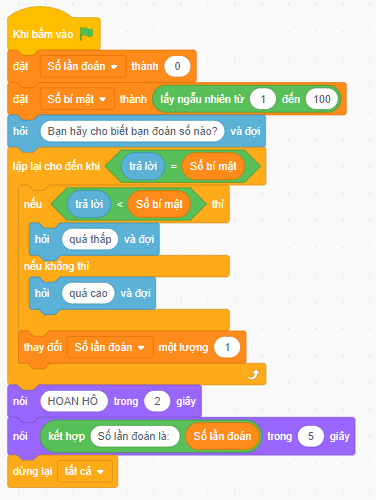 Khi bấm vào
đặt Số lần đoán thành 0
đặt Số bí mật thành lấy ngẫu nhiên từ 1 đến 100
hỏi Bạn hãy cho biết bạn đoán số nào? và đợi
lặp lại cho đến khi trả lời = Số bí mật
nếu trả lời < Số bí mật thì
hỏi quá thấp và đợi
nếu không thì
hỏi quá cao và đợi
thay đổi Số lần đoán một lượng 1
nói HOAN HÔ trong 2 giây
nói kết hợp Số lần đoán là: Số lần đoán trong 5 giây
dừng lại tất cả